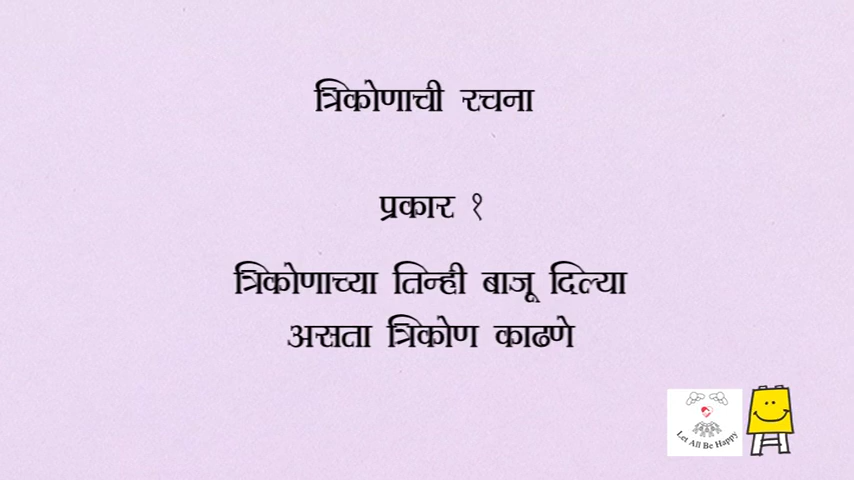 त्रिकोणाची रचना
प्रकार १
त्रिकोणाच्या तिन्ही बाजू दिल्या
असता त्रिकोण काढणे
Let All Be Happy